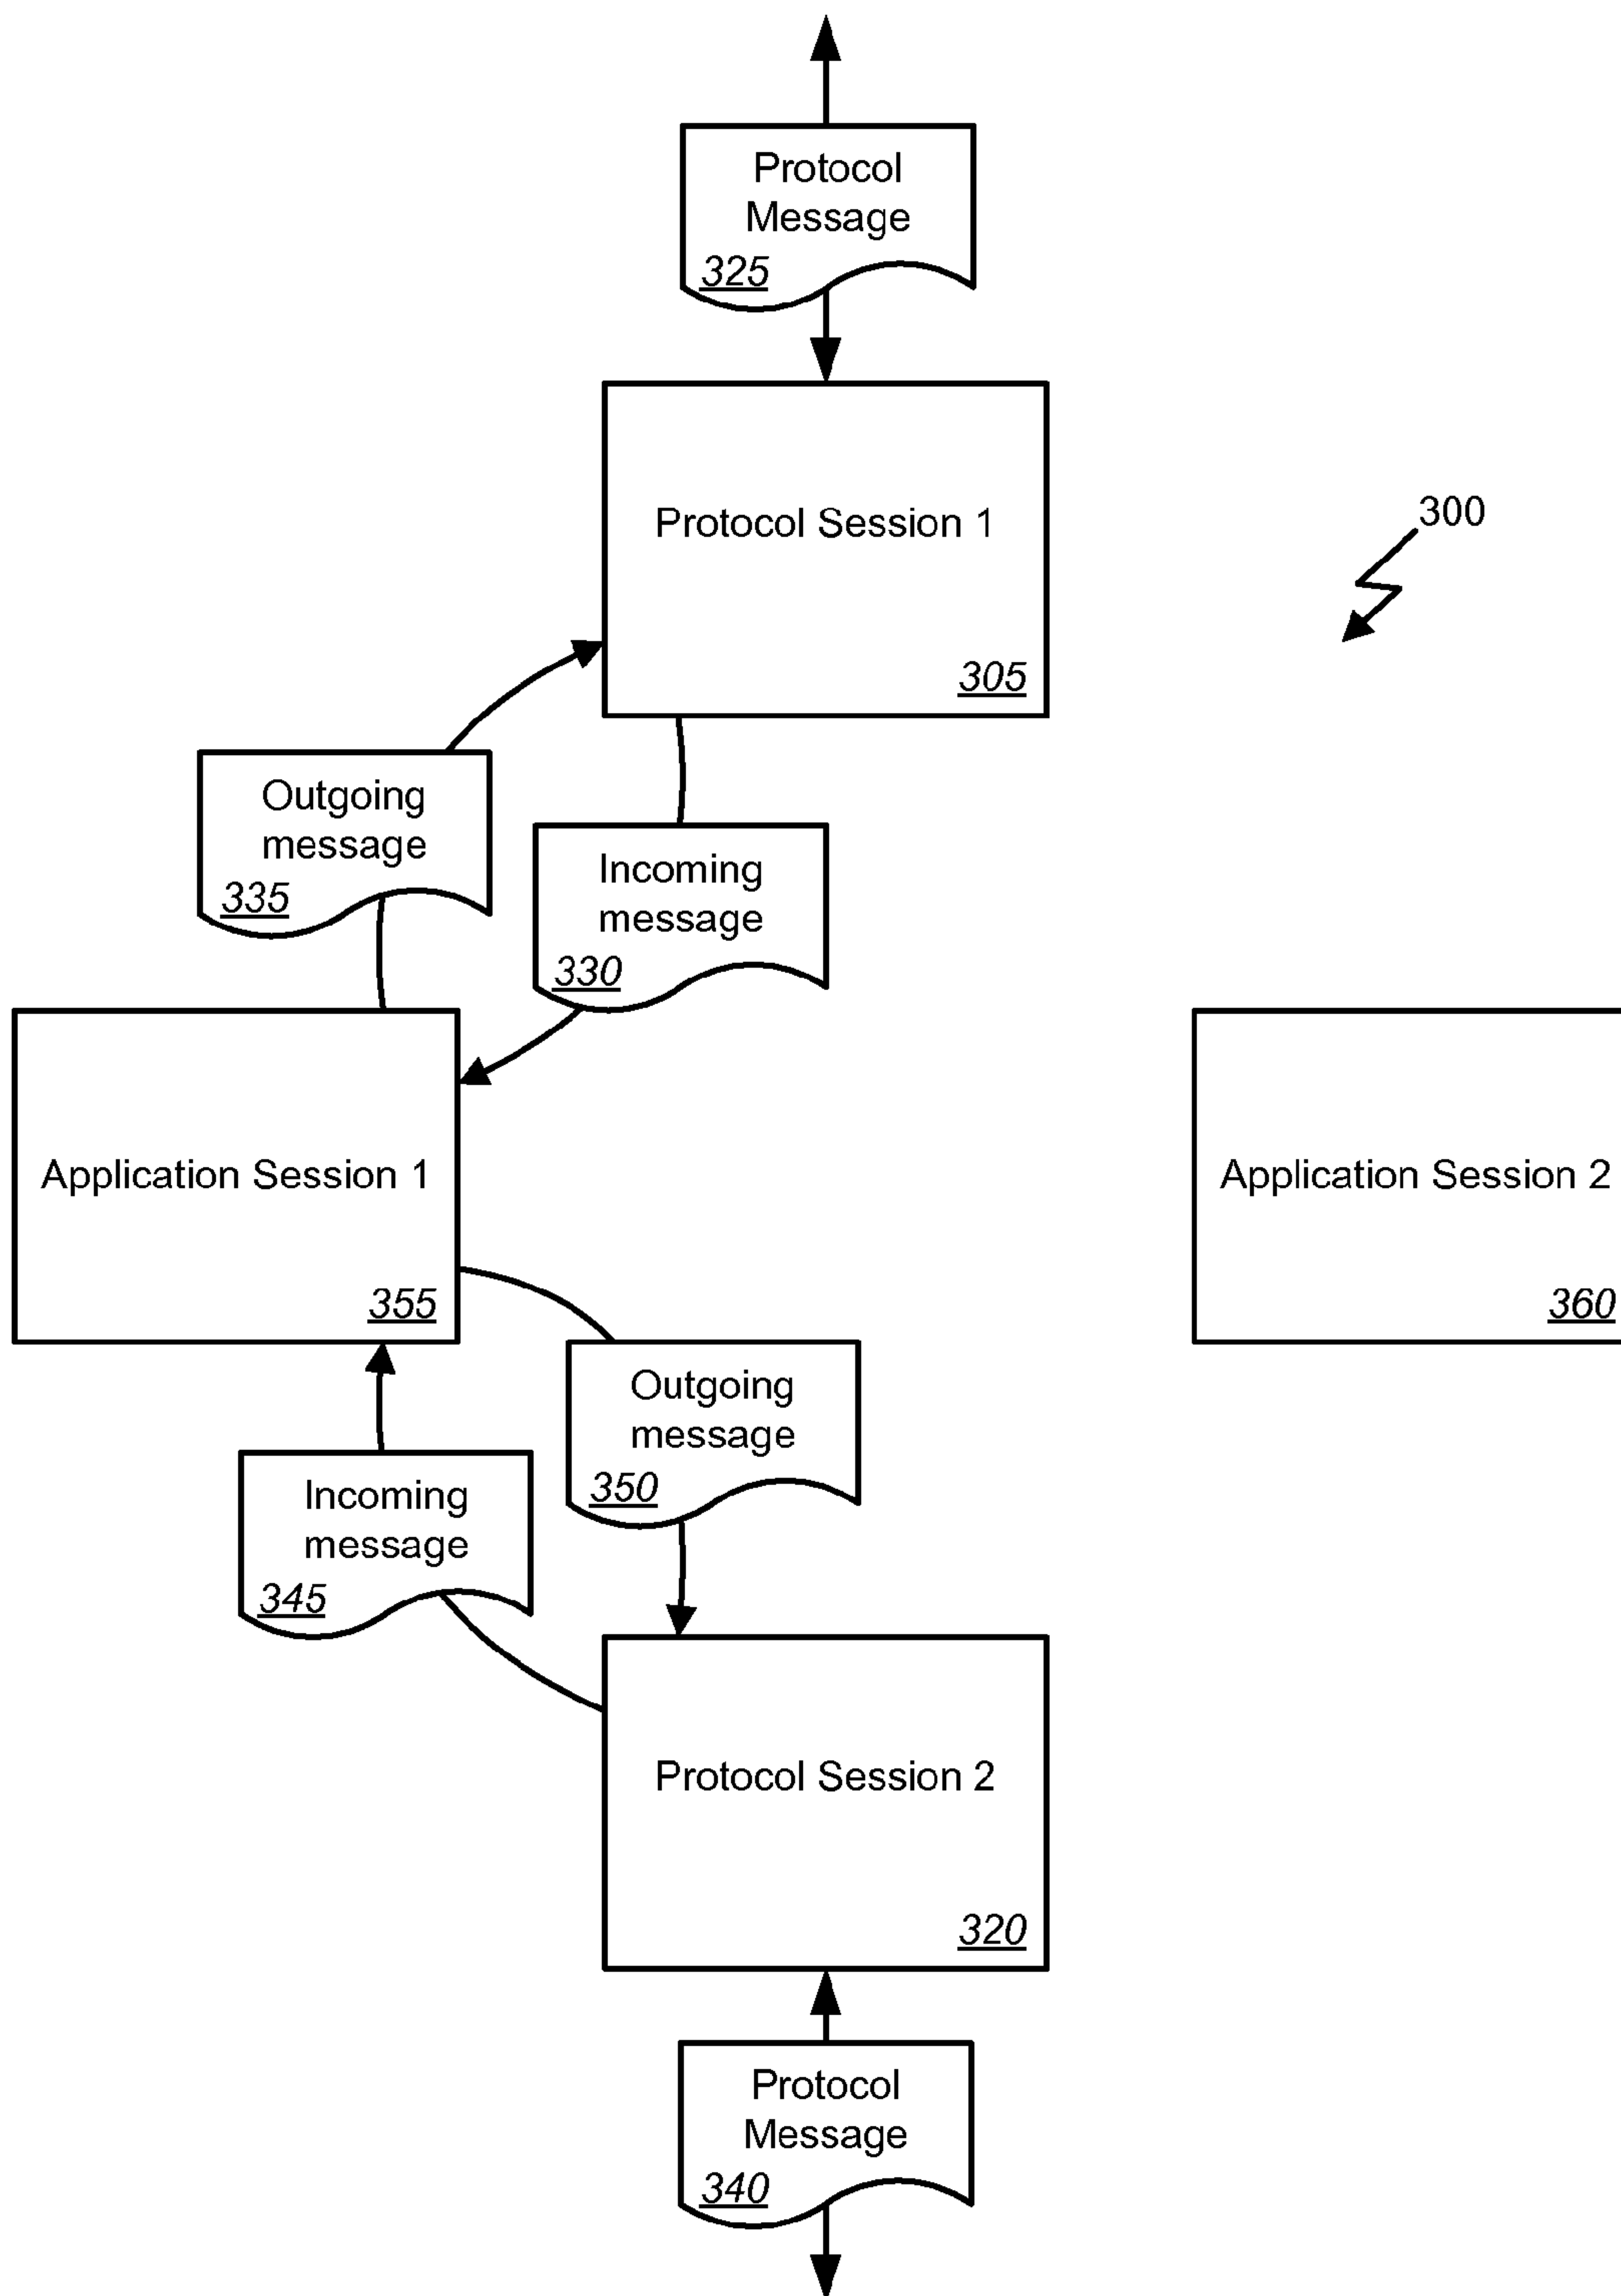 Protocol
Message
325
Protocol Session 1
305
300
Outgoing
message
335
Incoming
message
330
Application Session 1
355
Application Session 2
360
Outgoing
message
350
Incoming
message
345
Protocol Session 2
320
Protocol
Message
340